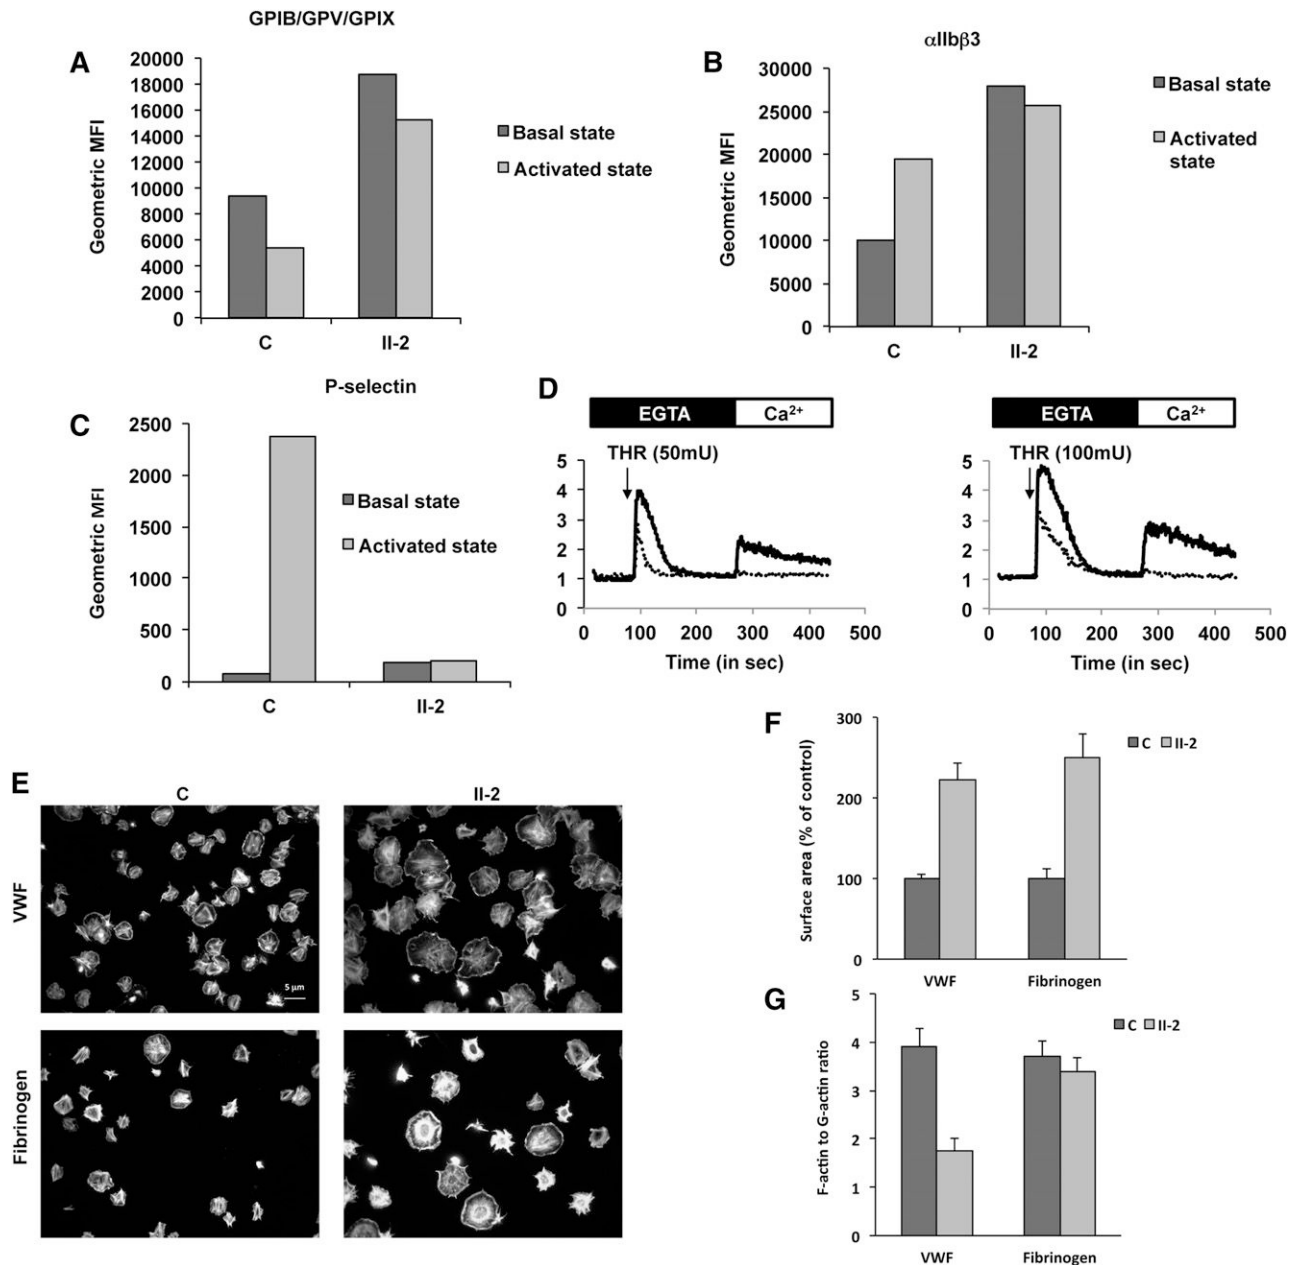 GPIB/GPV/GPIX
A
Geometric MFI
20000
18000
16000
14000
12000
10000
8000
6000
4000
2000
0
C
II-2
Basal state
Activated state
αIIbβ3
B
Geometric MFI
30000
25000
20000
15000
10000
5000
0
C
II-2
Basal state
Activated
state
P-selectin
C
Geometric MFI
2500
2000
1500
1000
500
0
C
II-2
Basal state
Activated state
D
EGTA
Ca²⁺
THR (50mU)
5
4
3
2
1
0
0 100 200 300 400 500
Time (in sec)
EGTA
Ca²⁺
THR (100mU)
5
4
3
2
1
0
0 100 200 300 400 500
Time (in sec)
E
C
II-2
VWF
5 µm
Fibrinogen
F
Surface area (% of control)
300
200
100
0
VWF
Fibrinogen
C II-2
G
F-actin to G-actin ratio
5
4
3
2
1
0
VWF
Fibrinogen
C II-2